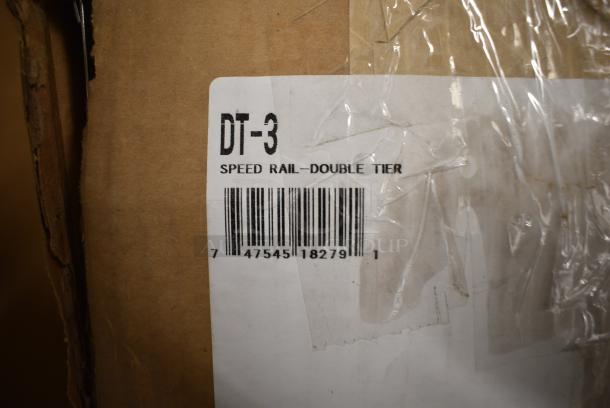 DT-3
SPEED RAIL-DOUBLE TIER
7 47545 18279 1